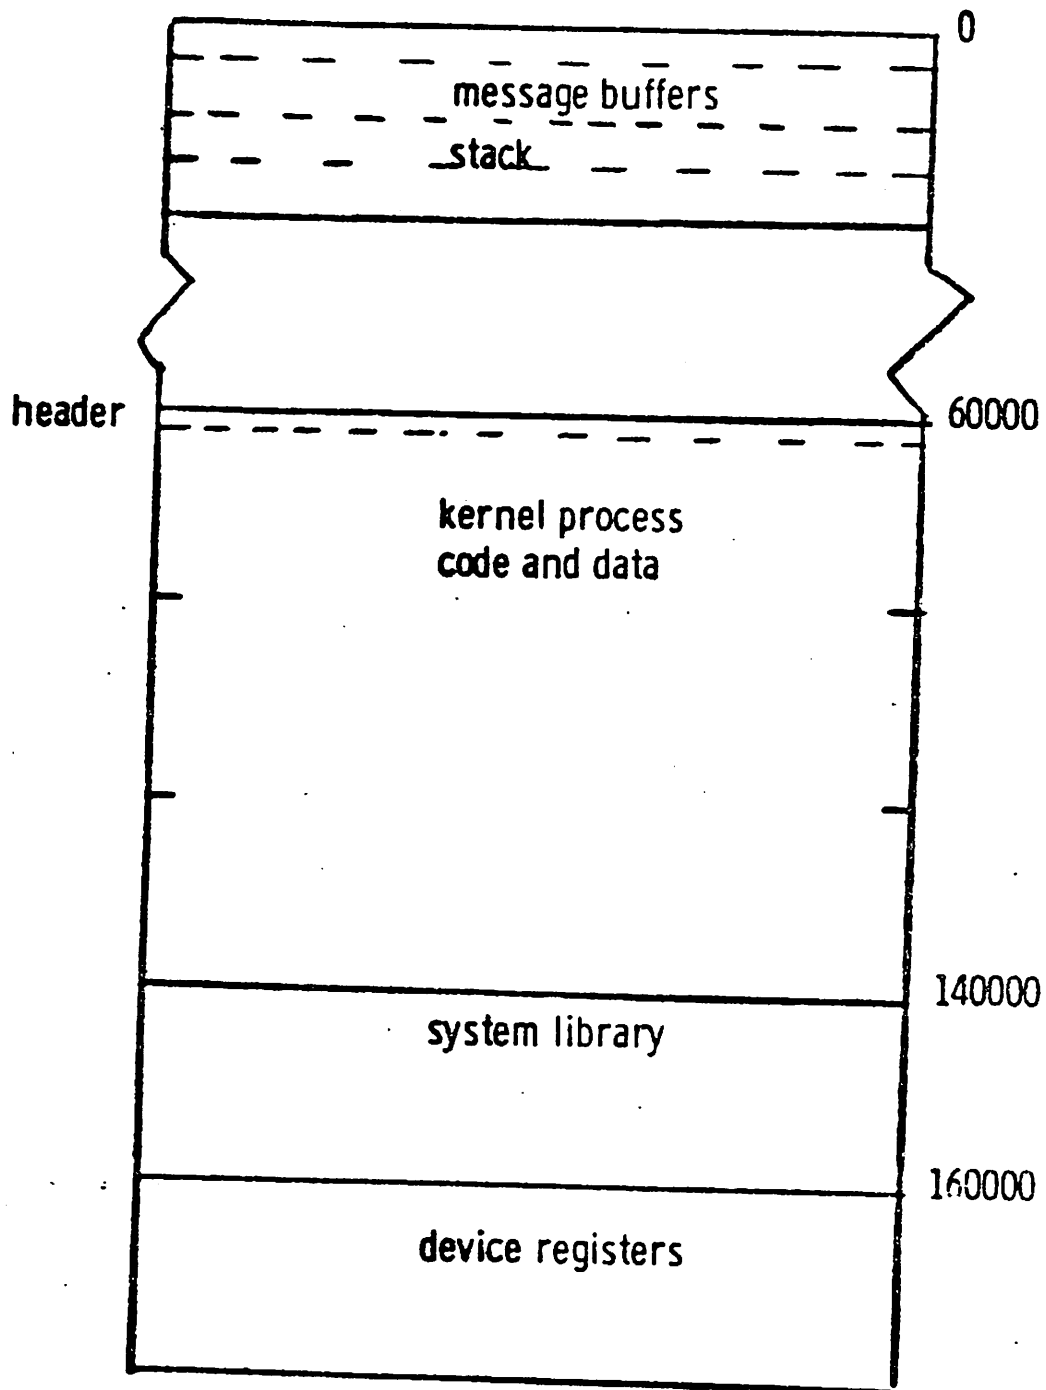 0
message buffers
stack
header
60000
kernel process
code and data
140000
system library
160000
device registers